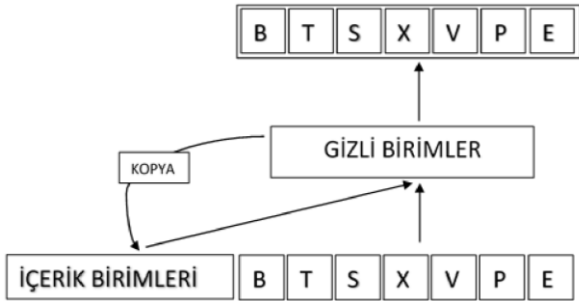 B T S X V P E
GİZLİ BİRİMLER
KOPYA
İÇERİK BİRİMLERİ B T S X V P E